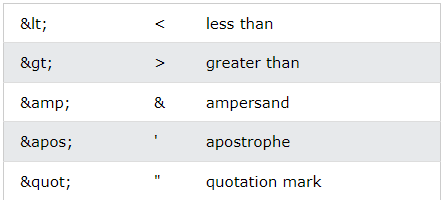 &lt; < less than
&gt; > greater than
&amp; & ampersand
&apos; ' apostrophe
&quot; " quotation mark